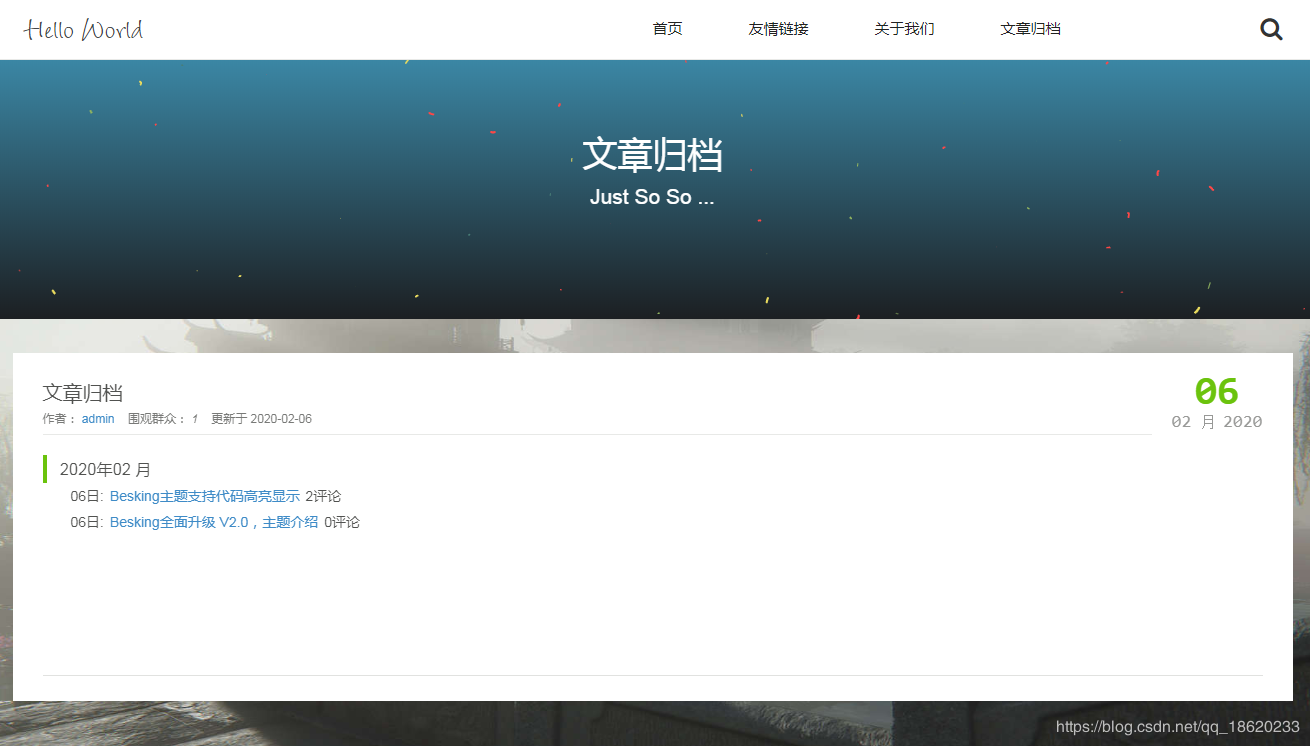 Hello World 首页 友情链接 关于我们 文章归档
文章归档
Just So So ...
文章归档
作者： admin 围观群众： 1 更新于 2020-02-06
06
02 月 2020
2020年02 月
06日: Besking主题支持代码高亮显示 2评论
06日: Besking全面升级 V2.0，主题介绍 0评论
https://blog.csdn.net/qq_18620233